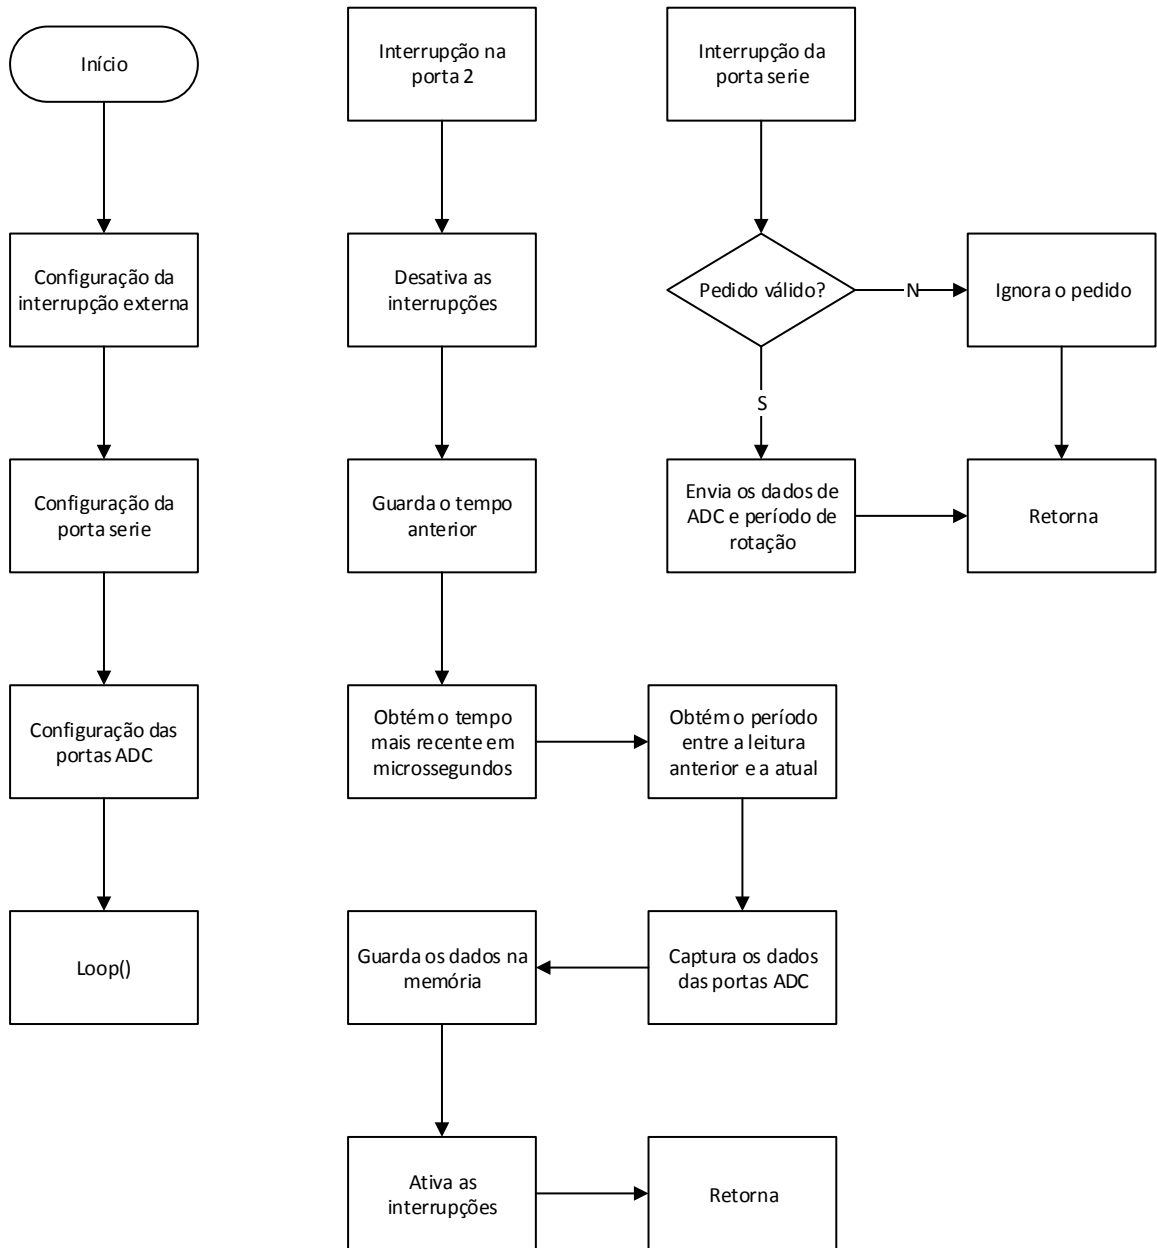 Início
Configuração da
interrupção externa
Configuração da
porta serie
Configuração das
portas ADC
Loop()
Interrupção na
porta 2
Desativa as
interrupções
Guarda o tempo
anterior
Obtém o tempo
mais recente em
microssegundos
Obtém o período
entre a leitura
anterior e a atual
Captura os dados
das portas ADC
Guarda os dados na
memória
Ativa as
interrupções
Retorna
Interrupção da
porta serie
Pedido válido?
N
Ignora o pedido
S
Envia os dados de
ADC e período de
rotação
Retorna